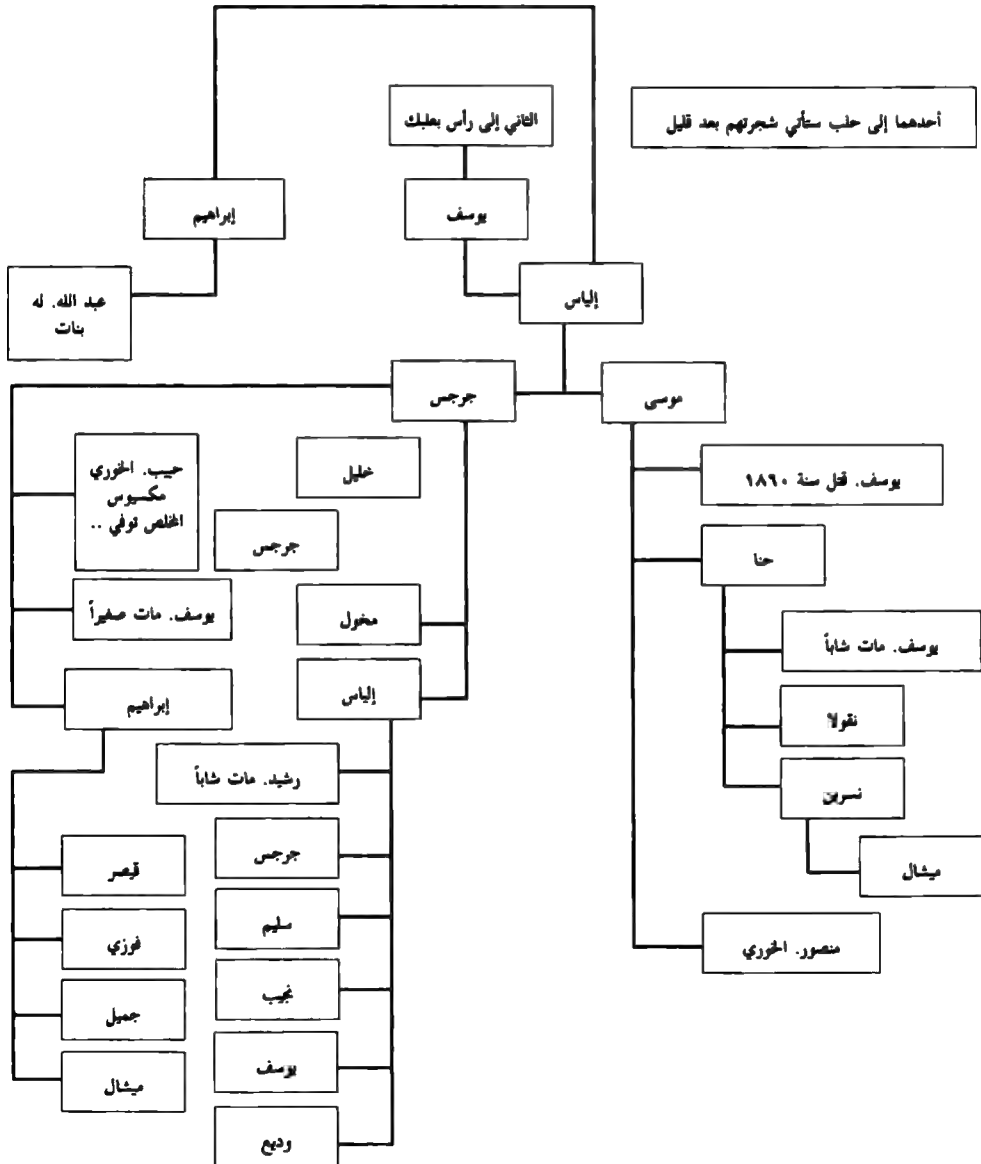 أحدهما إلى حلب ستأتي شجرتهم بعد قليل
الثاني إلى رأس بعلبك
يوسف
إبراهيم
إلياس
عبد الله. له
بنات
موسى
جرجس
يوسف. قتل سنة ١٨٦٠
حنا
يوسف. مات شاباً
نقولا
نسرين
ميشال
منصور. الخوري
خليل
جرجس
مخول
إلياس
رشيد. مات شاباً
جرجس
سليم
نجيب
يوسف
وديع
حبيب. الخوري
مكسيوس
المخلص توفي ..
يوسف. مات صغيراً
إبراهيم
قيصر
فوزي
جميل
ميشال